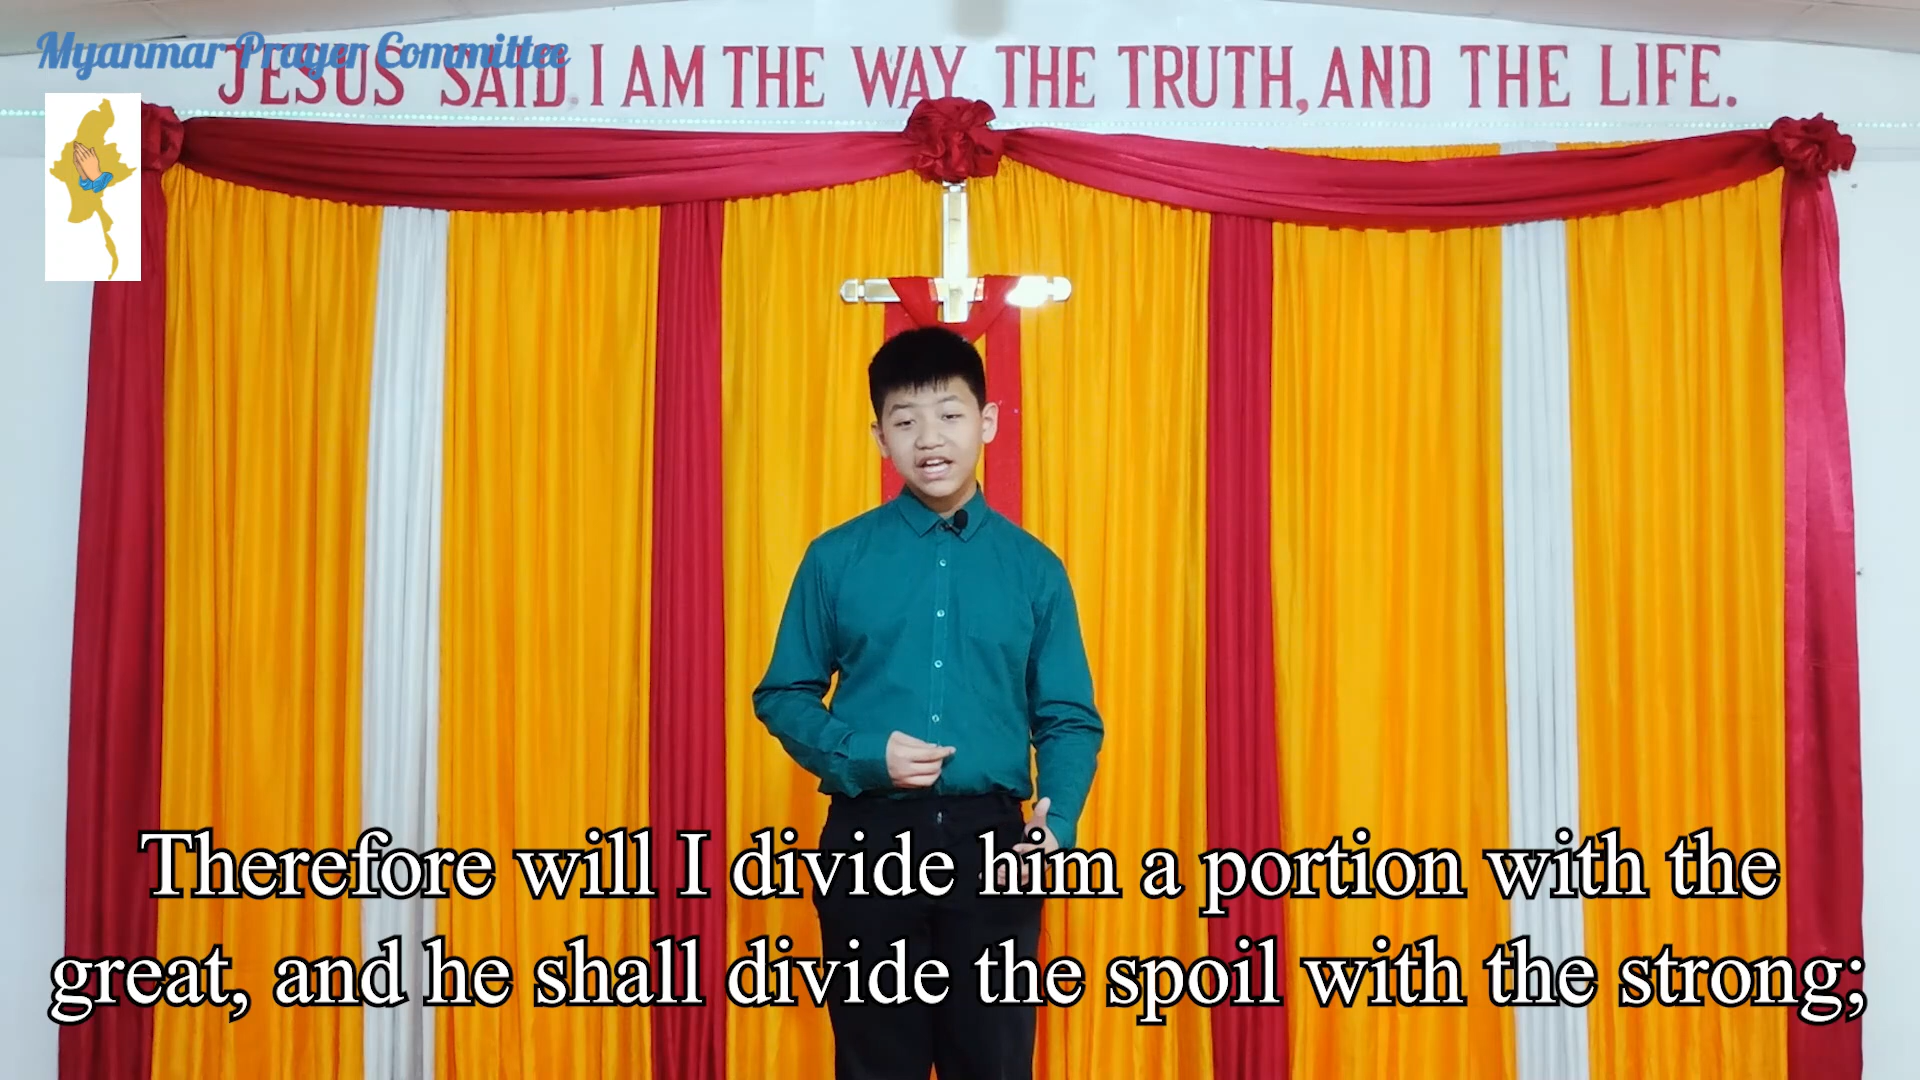 Myanmar Prayer Committee
JESUS SAID. I AM THE WAY, THE TRUTH, AND THE LIFE.
Therefore will I divide him a portion with the
great, and he shall divide the spoil with the strong;